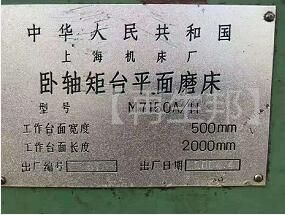 中华人民共和国
上海机床厂
卧轴矩台平面磨床
型号 M7150A/H
工作台面宽度 500mm
工作台面长度 2000mm
出厂编号 出厂日期